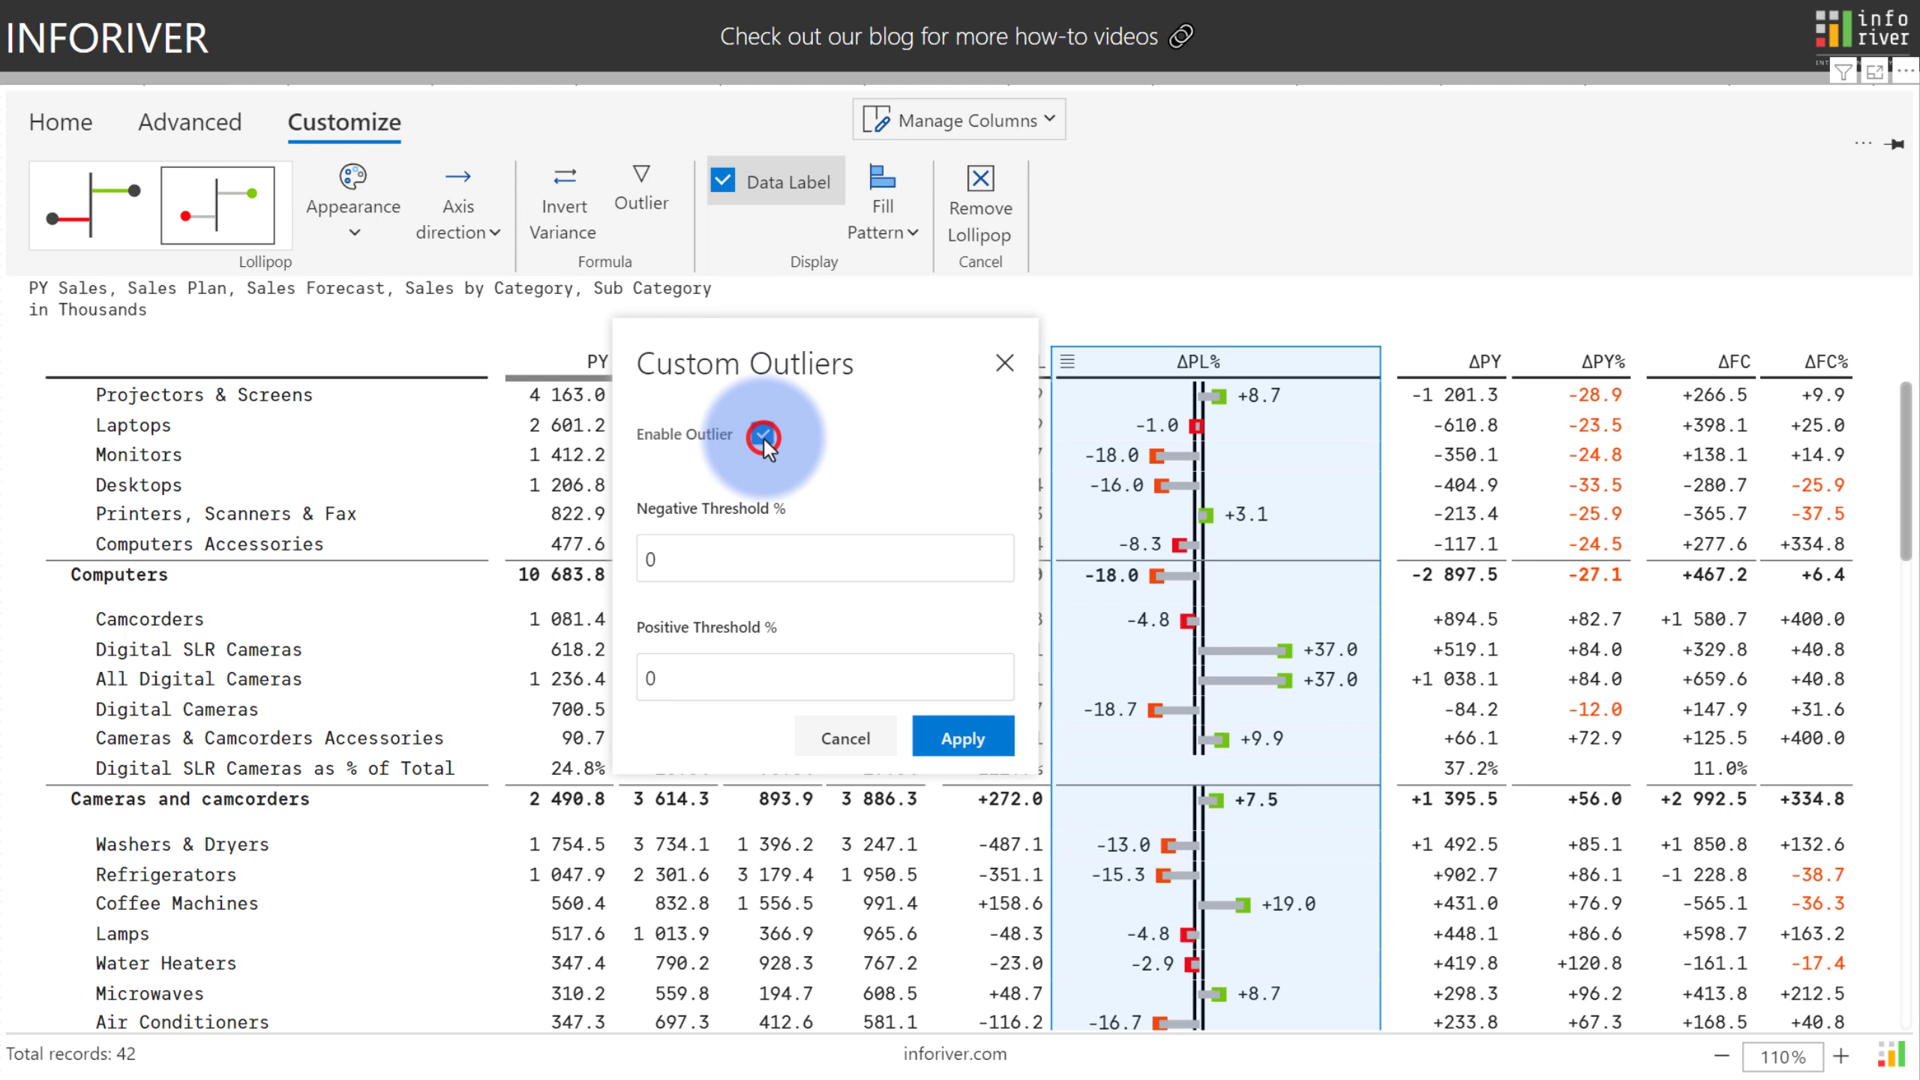 INFORIVER
Check out our blog for more how-to videos
info
river
Home Advanced Customize
Manage Columns
Appearance
Axis
direction
Lollipop
Invert
Variance
Outlier
Formula
Data Label
Fill
Pattern
Display
Remove
Lollipop
Cancel
PY Sales, Sales Plan, Sales Forecast, Sales by Category, Sub Category
in Thousands
PY ΔPL% ΔPY ΔPY% ΔFC ΔFC%
Projectors & Screens 4 163.0 +8.7 -1 201.3 -28.9 +266.5 +9.9
Laptops 2 601.2 -1.0 -610.8 -23.5 +398.1 +25.0
Monitors 1 412.2 -18.0 -350.1 -24.8 +138.1 +14.9
Desktops 1 206.8 -16.0 -404.9 -33.5 -280.7 -25.9
Printers, Scanners & Fax 822.9 +3.1 -213.4 -25.9 -365.7 -37.5
Computers Accessories 477.6 -8.3 -117.1 -24.5 +277.6 +334.8
Computers 10 683.8 -18.0 -2 897.5 -27.1 +467.2 +6.4
Camcorders 1 081.4 -4.8 +894.5 +82.7 +1 580.7 +400.0
Digital SLR Cameras 618.2 +37.0 +519.1 +84.0 +329.8 +40.8
All Digital Cameras 1 236.4 +37.0 +1 038.1 +84.0 +659.6 +40.8
Digital Cameras 700.5 -18.7 -84.2 -12.0 +147.9 +31.6
Cameras & Camcorders Accessories 90.7 +9.9 +66.1 +72.9 +125.5 +400.0
Digital SLR Cameras as % of Total 24.8% 37.2% 11.0%
Cameras and camcorders 2 490.8 3 614.3 893.9 3 886.3 +272.0 +7.5 +1 395.5 +56.0 +2 992.5 +334.8
Washers & Dryers 1 754.5 3 734.1 1 396.2 3 247.1 -487.1 -13.0 +1 492.5 +85.1 +1 850.8 +132.6
Refrigerators 1 047.9 2 301.6 3 179.4 1 950.5 -351.1 -15.3 +902.7 +86.1 -1 228.8 -38.7
Coffee Machines 560.4 832.8 1 556.5 991.4 +158.6 +19.0 +431.0 +76.9 -565.1 -36.3
Lamps 517.6 1 013.9 366.9 965.6 -48.3 -4.8 +448.1 +86.6 +598.7 +163.2
Water Heaters 347.4 790.2 928.3 767.2 -23.0 -2.9 +419.8 +120.8 -161.1 -17.4
Microwaves 310.2 559.8 194.7 608.5 +48.7 +8.7 +298.3 +96.2 +413.8 +212.5
Air Conditioners 347.3 697.3 412.6 581.1 -116.2 -16.7 +233.8 +67.3 +168.5 +40.8
Custom Outliers
Enable Outlier
Negative Threshold %
0
Positive Threshold %
0
Cancel Apply
Total records: 42
inforiver.com
110%